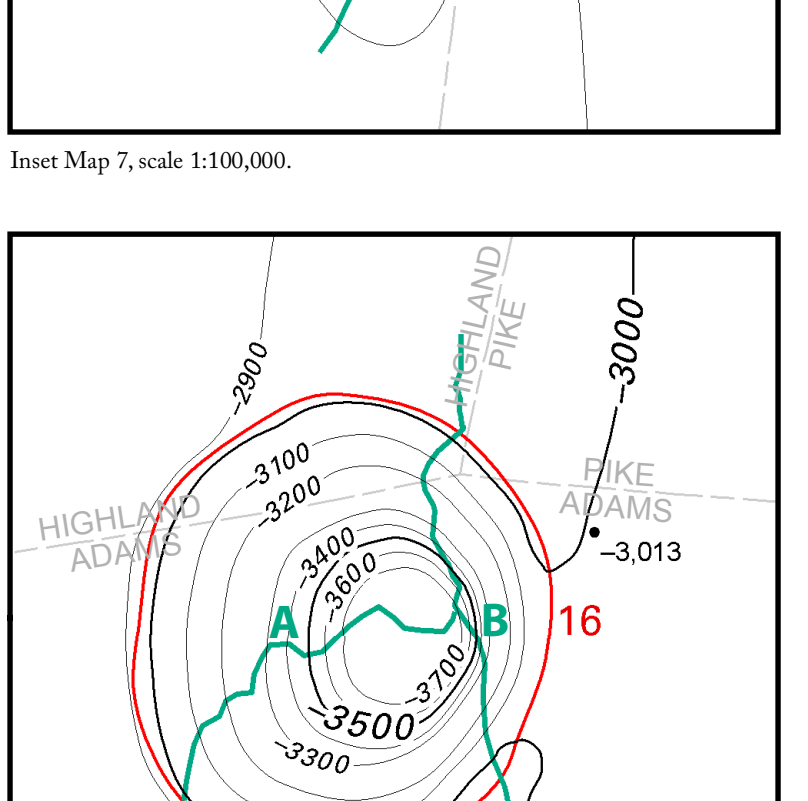 Inset Map 7, scale 1:100,000.
HIGHLAND
PIKE
–3000
–2900
–3100
–3200
PIKE
ADAMS
HIGHLAND
ADAMS
–3,013
–3400
–3600
A
B
16
–3700
–3500
–3300